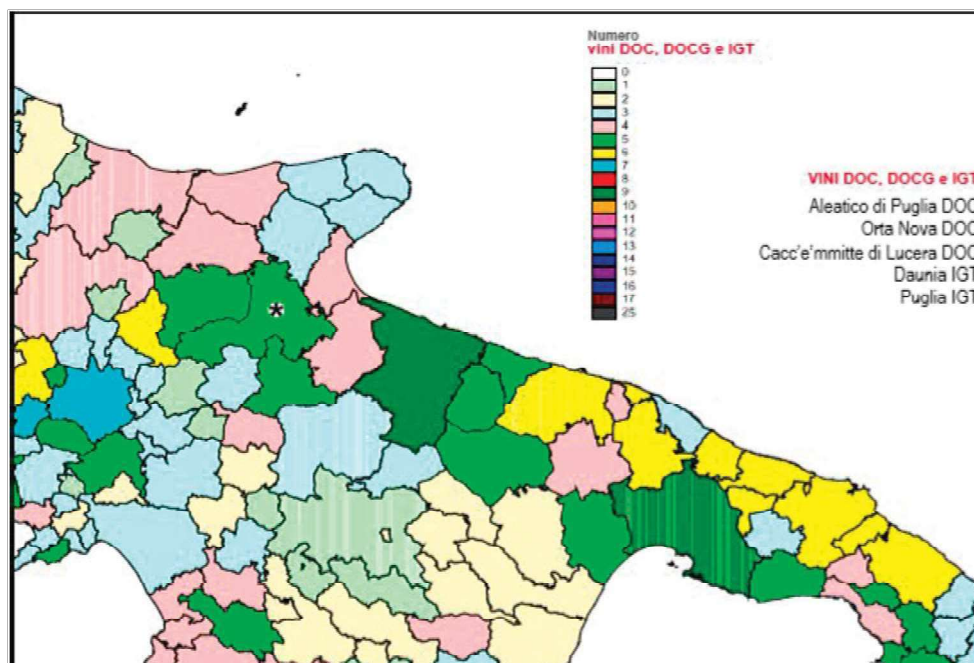 Numero
vini DOC, DOCG e IGT
0
1
2
3
4
5
6
7
8
9
10
11
12
13
14
15
16
17
25
VINI DOC, DOCG e IGT
Aleatico di Puglia DOC
Orta Nova DOC
Cacc'e'mmitte di Lucera DOC
Daunia IGT
Puglia IGT
*